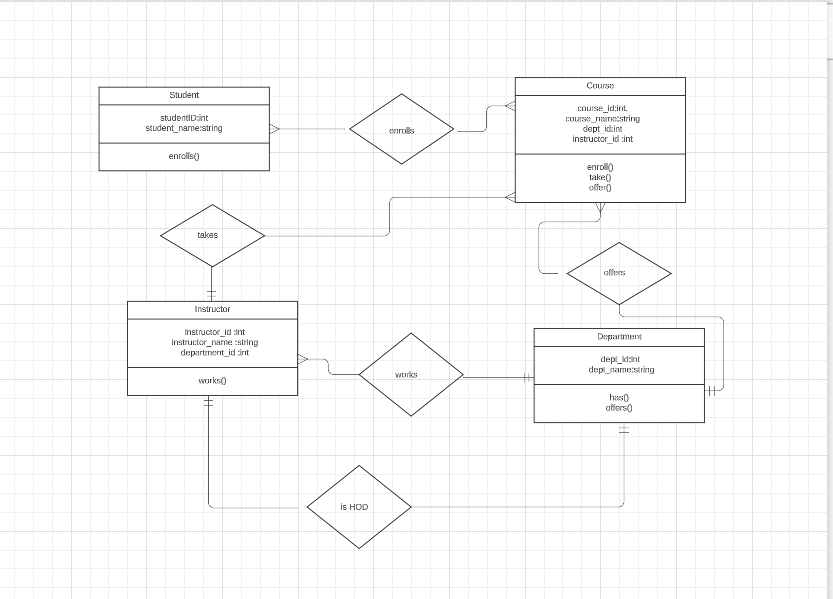 Student
studentID:int
student_name:string
enrolls()
enrolls
Course
course_id:int,
course_name:string
dept_id:int
instructor_id :int
enroll()
take()
offer()
takes
offers
Instructor
Instructor_id :int
instructor_name :string
department_id :int
works()
works
Department
dept_Id:int
dept_name:string
has()
offers()
is HOD